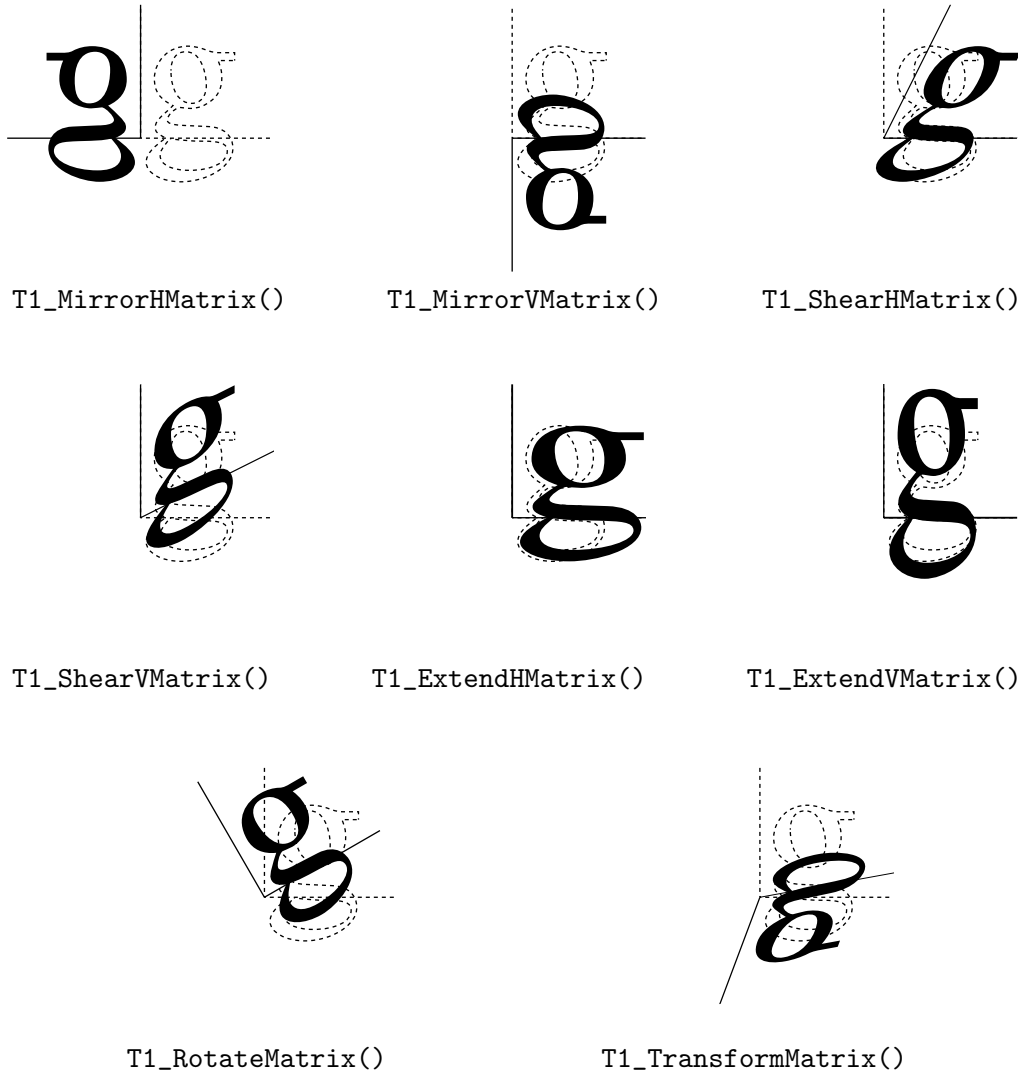 g g g
T1_MirrorHMatrix() T1_MirrorVMatrix() T1_ShearHMatrix()
g g g
T1_ShearVMatrix() T1_ExtendHMatrix() T1_ExtendVMatrix()
g g
T1_RotateMatrix() T1_TransformMatrix()